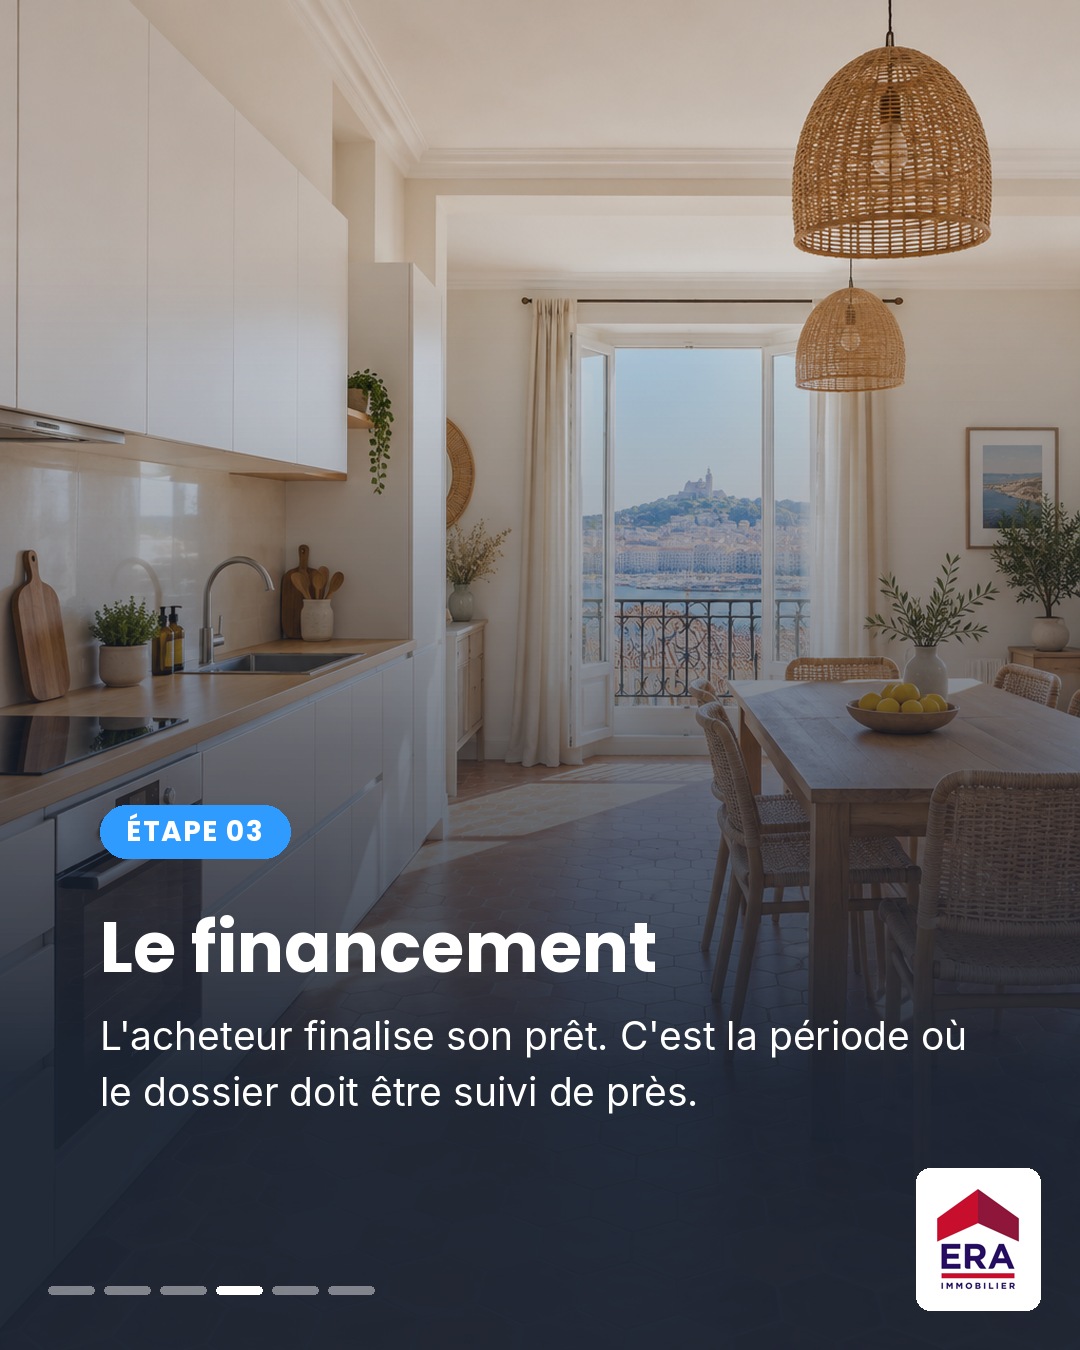 ÉTAPE 03
Le financement
L'acheteur finalise son prêt. C'est la période où
le dossier doit être suivi de près.
ERA
IMMOBILIER